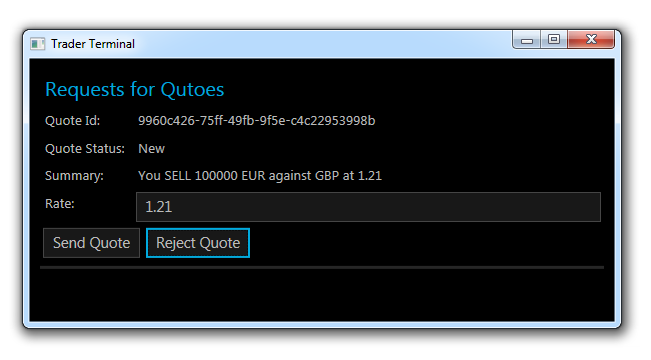 Trader Terminal
Requests for Qutoes
Quote Id: 9960c426-75ff-49fb-9f5e-c4c22953998b
Quote Status: New
Summary: You SELL 100000 EUR against GBP at 1.21
Rate: 1.21
Send Quote Reject Quote